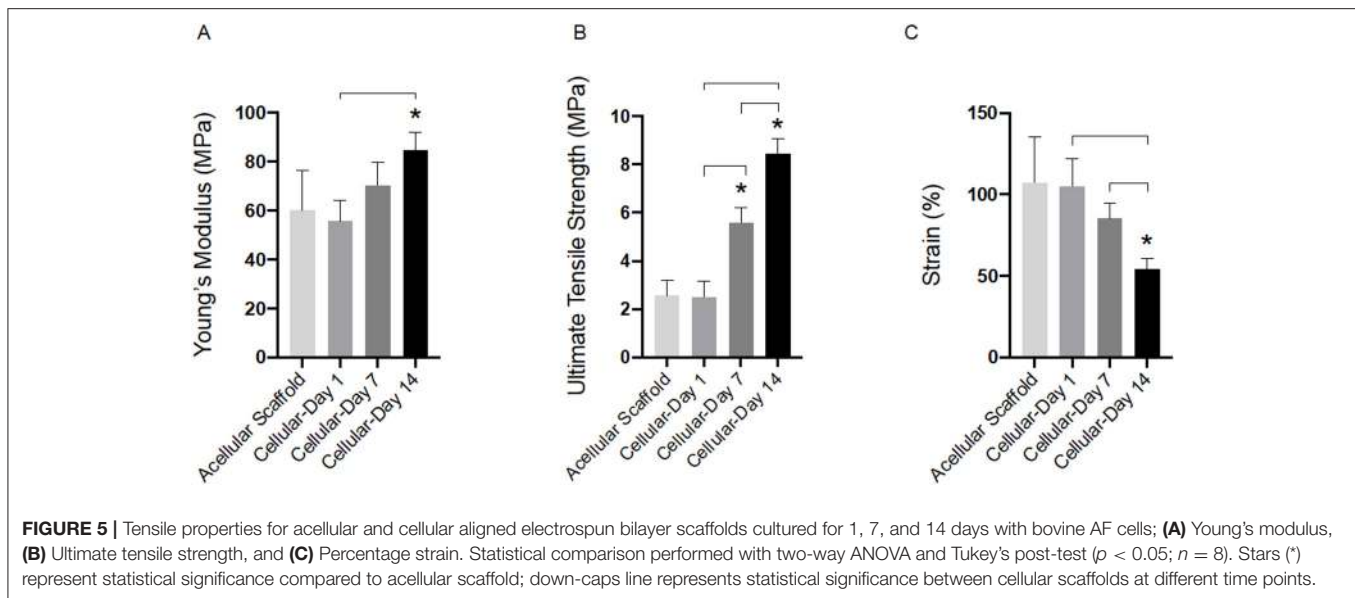 A
B
C
Young's Modulus (MPa)
100
80
60
40
20
0
*
Acellular Scaffold
Cellular-Day 1
Cellular-Day 7
Cellular-Day 14
Ultimate Tensile Strength (MPa)
10
8
6
4
2
0
*
*
Acellular Scaffold
Cellular-Day 1
Cellular-Day 7
Cellular-Day 14
Strain (%)
150
100
50
0
*
Acellular Scaffold
Cellular-Day 1
Cellular-Day 7
Cellular-Day 14
FIGURE 5 | Tensile properties for acellular and cellular aligned electrospun bilayer scaffolds cultured for 1, 7, and 14 days with bovine AF cells; (A) Young's modulus,
(B) Ultimate tensile strength, and (C) Percentage strain. Statistical comparison performed with two-way ANOVA and Tukey's post-test (p < 0.05; n = 8). Stars (*)
represent statistical significance compared to acellular scaffold; down-caps line represents statistical significance between cellular scaffolds at different time points.